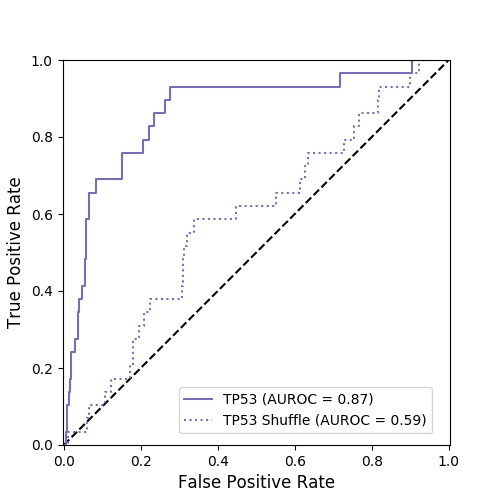 1.0
0.8
0.6
0.4
0.2
0.0
True Positive Rate
TP53 (AUROC = 0.87)
TP53 Shuffle (AUROC = 0.59)
0.0 0.2 0.4 0.6 0.8 1.0
False Positive Rate